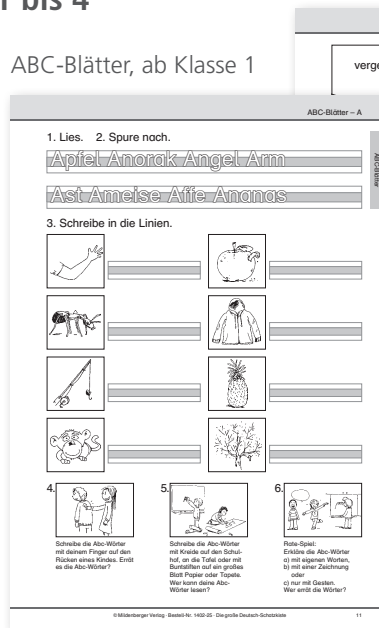 bis 4
ABC-Blätter, ab Klasse 1
ABC-Blätter – A
ABC-Blätter
1. Lies. 2. Spure nach.
Apfel Anorak Angel Arm
Ast Ameise Affe Ananas
3. Schreibe in die Linien.
4.
Schreibe die Abc-Wörter
mit deinem Finger auf den
Rücken eines Kindes. Errät
es die Abc-Wörter?
5.
Schreibe die Abc-Wörter
mit Kreide auf den Schul-
hof, an die Tafel oder mit
Buntstiften auf ein großes
Blatt Papier oder Tapete.
Wer kann deine Abc-
Wörter lesen?
6.
Rate-Spiel:
Erkläre die Abc-Wörter
a) mit eigenen Worten,
b) mit einer Zeichnung
oder
c) nur mit Gesten.
Wer errät die Wörter?
© Mildenberger Verlag · Bestell-Nr. 1402-25 · Die große Deutsch-Schatzkiste
11